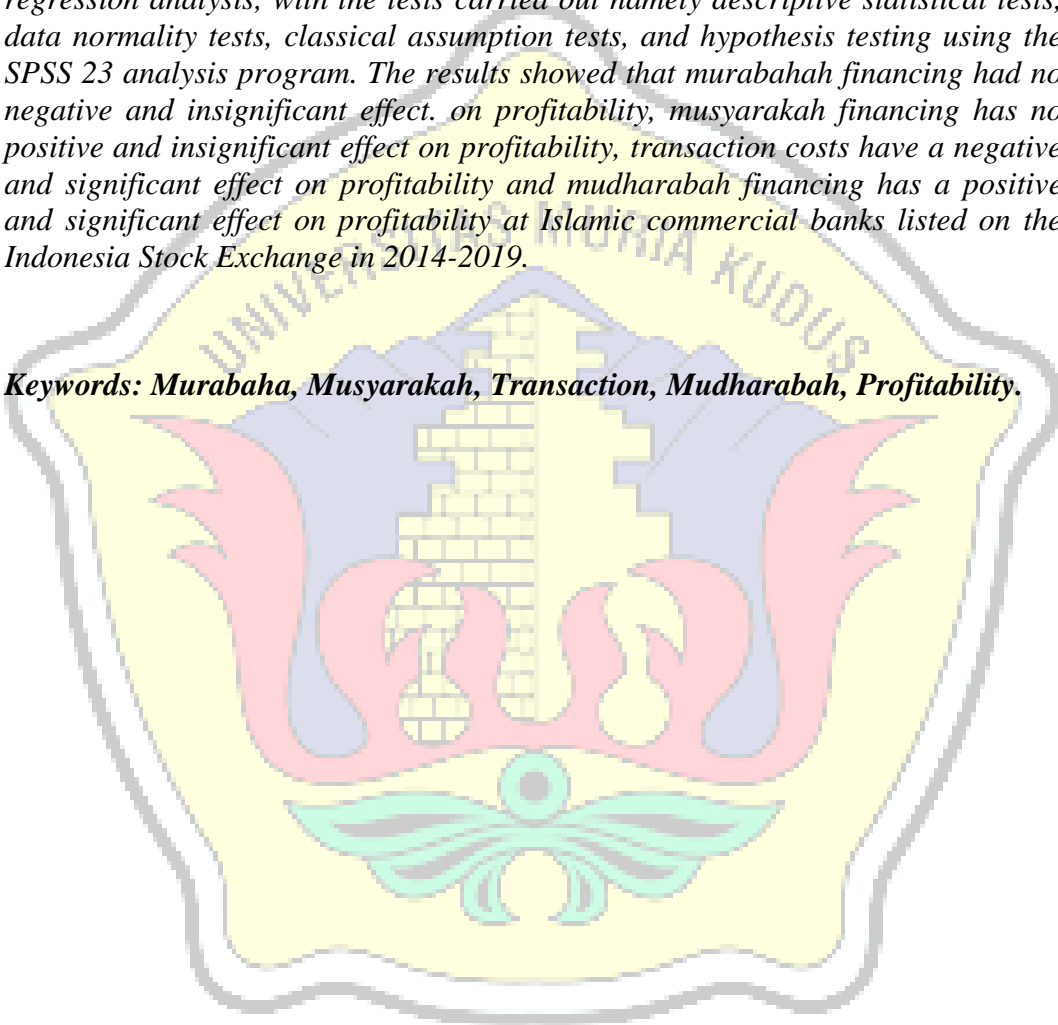 regression analysis, with the tests carried out namely descriptive statistical tests,
data normality tests, classical assumption tests, and hypothesis testing using the
SPSS 23 analysis program. The results showed that murabahah financing had no
negative and insignificant effect. on profitability, musyarakah financing has no
positive and insignificant effect on profitability, transaction costs have a negative
and significant effect on profitability and mudharabah financing has a positive
and significant effect on profitability at Islamic commercial banks listed on the
Indonesia Stock Exchange in 2014-2019.
UNIVERSITAS MURIA KUDUS
Keywords: Murabaha, Musyarakah, Transaction, Mudharabah, Profitability.